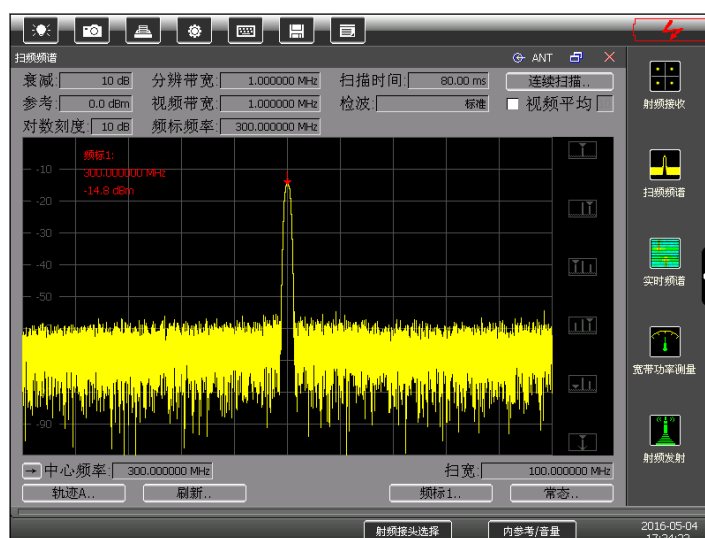 扫频频谱 ANT
衰减: 10 dB 分辨带宽: 1.000000 MHz 扫描时间: 80.00 ms 连续扫描..
参考: 0.0 dBm 视频带宽: 1.000000 MHz 检波: 标准 视频平均
对数刻度: 10 dB 频标频率: 300.000000 MHz
频标1:
300.000000 MHz
-14.8 dBm
-10
-20
-30
-40
-50
-90
中心频率: 300.000000 MHz 扫宽: 100.000000 MHz
轨迹A.. 刷新.. 频标1.. 常态..
射频接收
扫频频谱
实时频谱
宽带功率测量
射频发射
射频接头选择 内参考/音量 2016-05-04